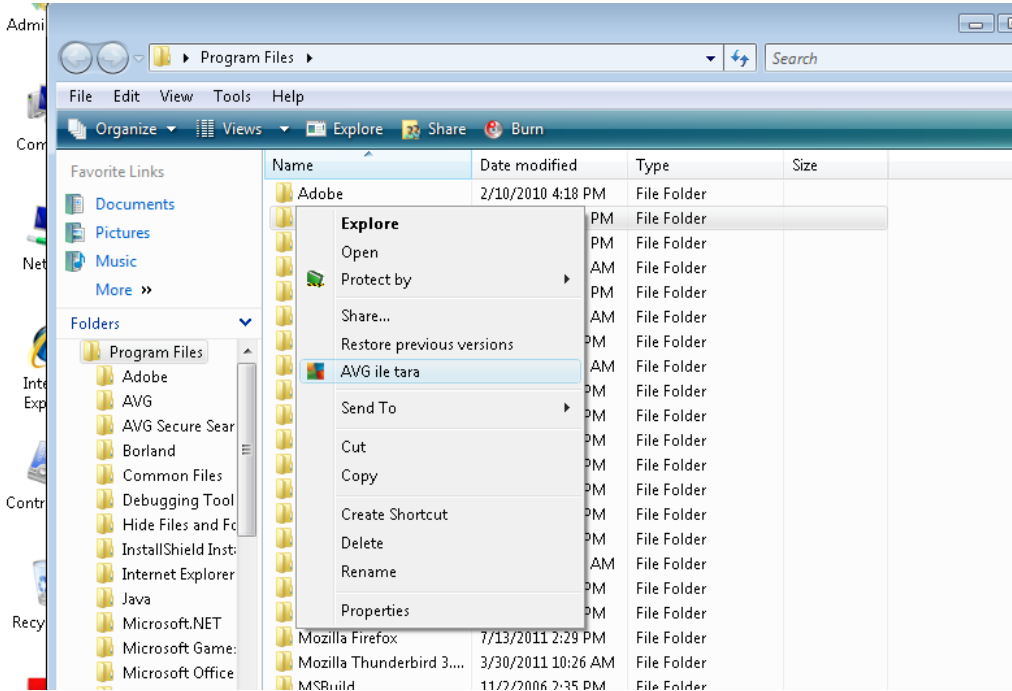 Admi
Program Files
Search
File Edit View Tools Help
Organize Views Explore Share Burn
Com
Favorite Links
Name Date modified Type Size
Documents
Adobe 2/10/2010 4:18 PM File Folder
Pictures
Explore PM File Folder
Net
Music
Open PM File Folder
More »
Protect by AM File Folder
PM File Folder
Folders
Share... AM File Folder
Program Files
Restore previous versions PM File Folder
Inte
Exp
Adobe
AVG ile tara AM File Folder
PM File Folder
AVG
Send To PM File Folder
AVG Secure Sear
PM File Folder
Borland
Cut PM File Folder
Common Files
Copy PM File Folder
Contr
Debugging Tool
PM File Folder
Hide Files and Fo
Create Shortcut PM File Folder
InstallShield Inst
Delete AM File Folder
Internet Explorer
Rename PM File Folder
Java
Properties PM File Folder
Recy
Microsoft.NET
Mozilla Firefox 7/13/2011 2:29 PM File Folder
Microsoft Game
Mozilla Thunderbird 3.... 3/30/2011 10:26 AM File Folder
Microsoft Office
MSBuild 11/2/2006 2:35 PM File Folder